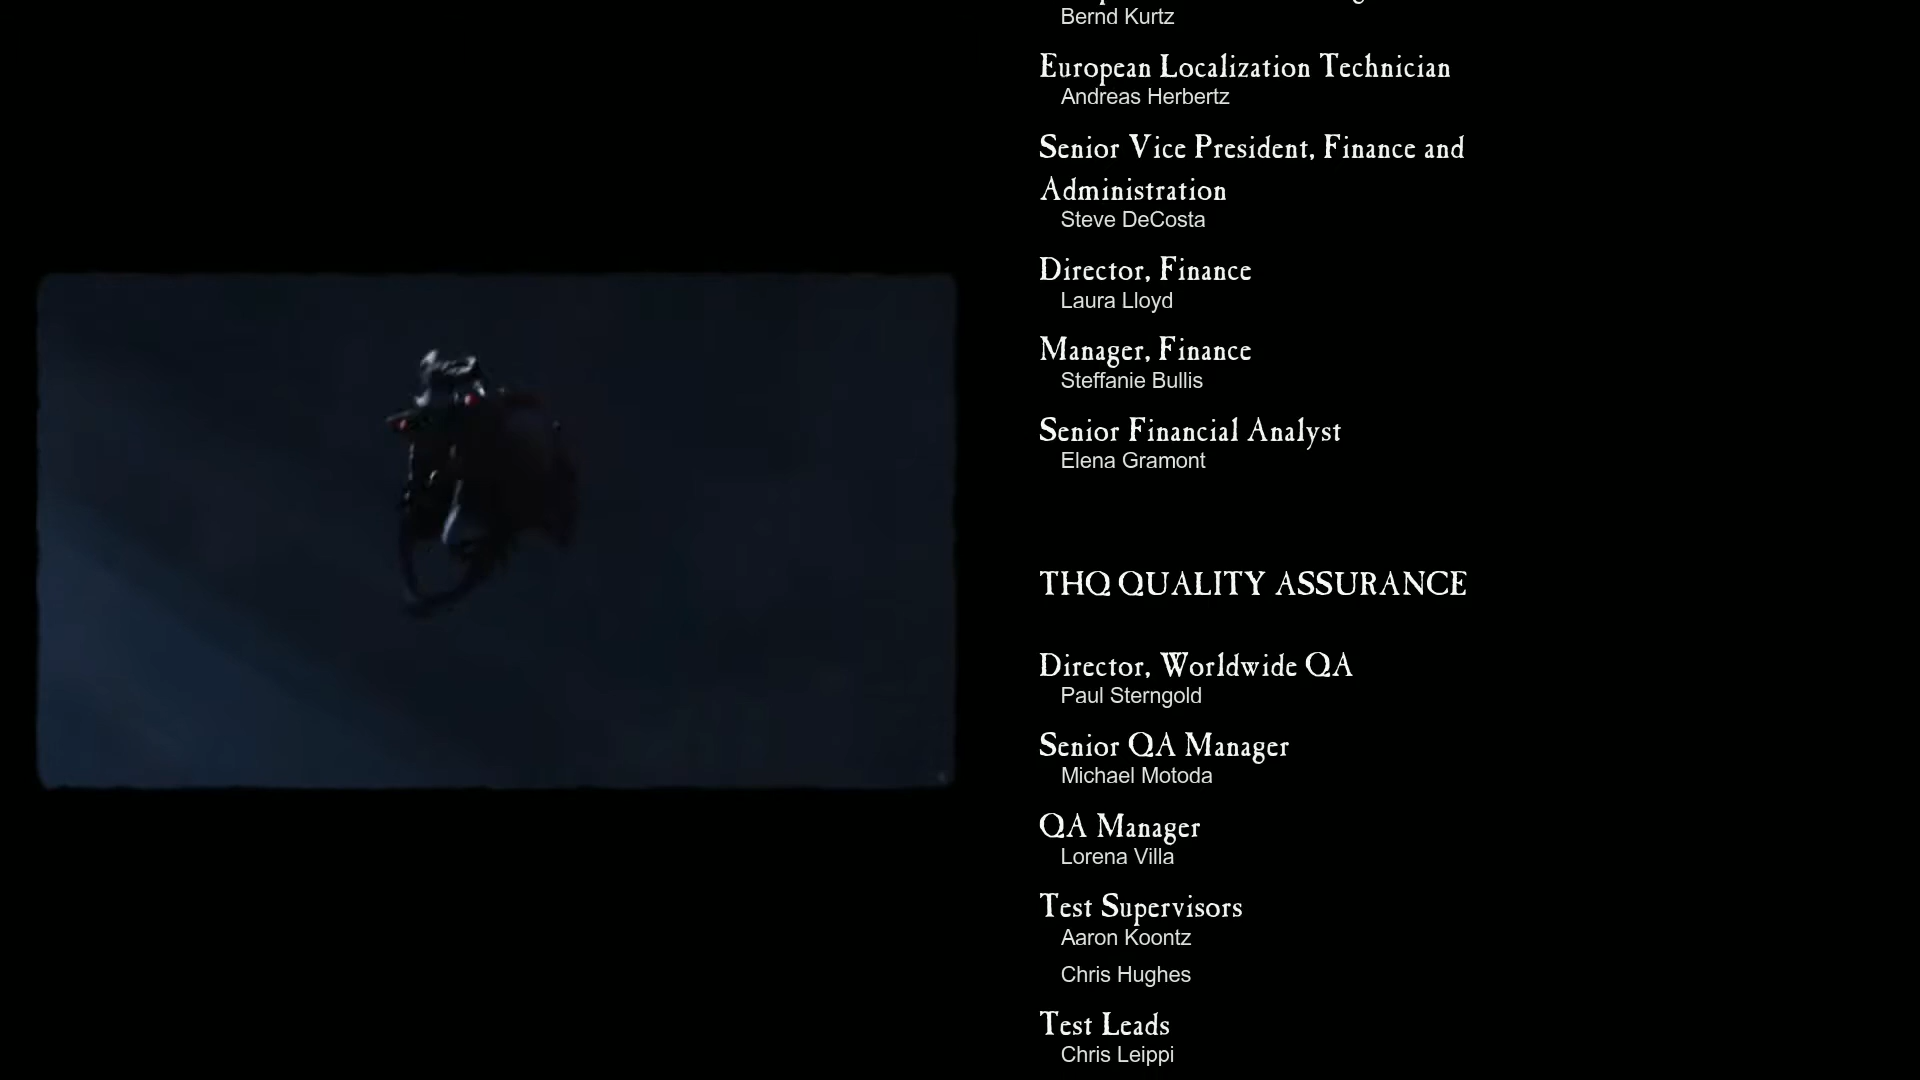 Bernd Kurtz
European Localization Technician
Andreas Herbertz
Senior Vice President, Finance and
Administration
Steve DeCosta
Director, Finance
Laura Lloyd
Manager, Finance
Steffanie Bullis
Senior Financial Analyst
Elena Gramont
THQ QUALITY ASSURANCE
Director, Worldwide QA
Paul Sterngold
Senior QA Manager
Michael Motoda
QA Manager
Lorena Villa
Test Supervisors
Aaron Koontz
Chris Hughes
Test Leads
Chris Leippi